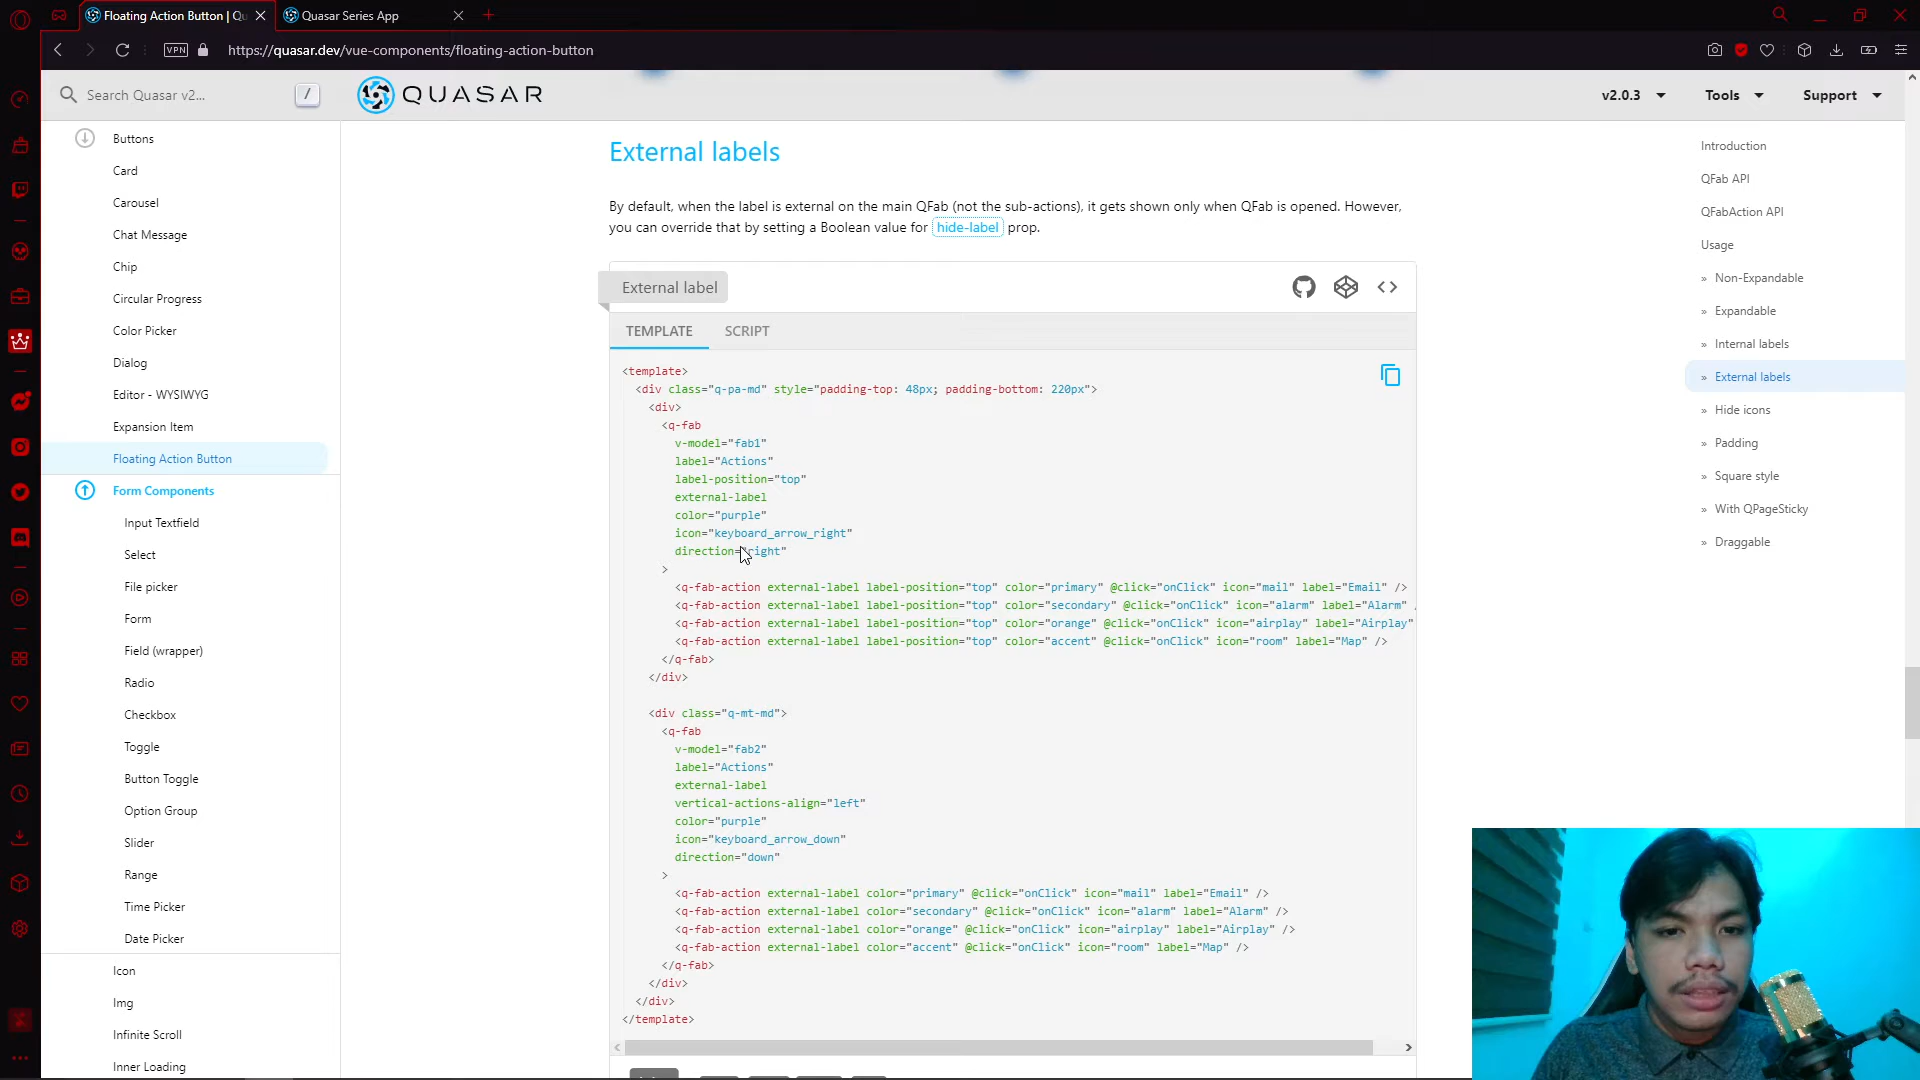 Floating Action Button | Qu
Quasar Series App
VPN
https://quasar.dev/vue-components/floating-action-button
Search Quasar v2...
/
QUASAR
v2.0.3
Tools
Support
Buttons
Card
Carousel
Chat Message
Chip
Circular Progress
Color Picker
Dialog
Editor - WYSIWYG
Expansion Item
Floating Action Button
Form Components
Input Textfield
Select
File picker
Form
Field (wrapper)
Radio
Checkbox
Toggle
Button Toggle
Option Group
Slider
Range
Time Picker
Date Picker
Icon
Img
Infinite Scroll
Inner Loading
External labels
By default, when the label is external on the main QFab (not the sub-actions), it gets shown only when QFab is opened. However,
you can override that by setting a Boolean value for hide-label prop.
External label
TEMPLATE
SCRIPT
<template>
<div class="q-pa-md" style="padding-top: 48px; padding-bottom: 220px">
<div>
<q-fab
v-model="fab1"
label="Actions"
label-position="top"
external-label
color="purple"
icon="keyboard_arrow_right"
direction="right"
>
<q-fab-action external-label label-position="top" color="primary" @click="onClick" icon="mail" label="Email" />
<q-fab-action external-label label-position="top" color="secondary" @click="onClick" icon="alarm" label="Alarm" /
<q-fab-action external-label label-position="top" color="orange" @click="onClick" icon="airplay" label="Airplay"
<q-fab-action external-label label-position="top" color="accent" @click="onClick" icon="room" label="Map" />
</q-fab>
</div>
<div class="q-mt-md">
<q-fab
v-model="fab2"
label="Actions"
external-label
vertical-actions-align="left"
color="purple"
icon="keyboard_arrow_down"
direction="down"
>
<q-fab-action external-label color="primary" @click="onClick" icon="mail" label="Email" />
<q-fab-action external-label color="secondary" @click="onClick" icon="alarm" label="Alarm" />
<q-fab-action external-label color="orange" @click="onClick" icon="airplay" label="Airplay" />
<q-fab-action external-label color="accent" @click="onClick" icon="room" label="Map" />
</q-fab>
</div>
</div>
</template>
Introduction
QFab API
QFabAction API
Usage
» Non-Expandable
» Expandable
» Internal labels
» External labels
» Hide icons
» Padding
» Square style
» With QPageSticky
» Draggable